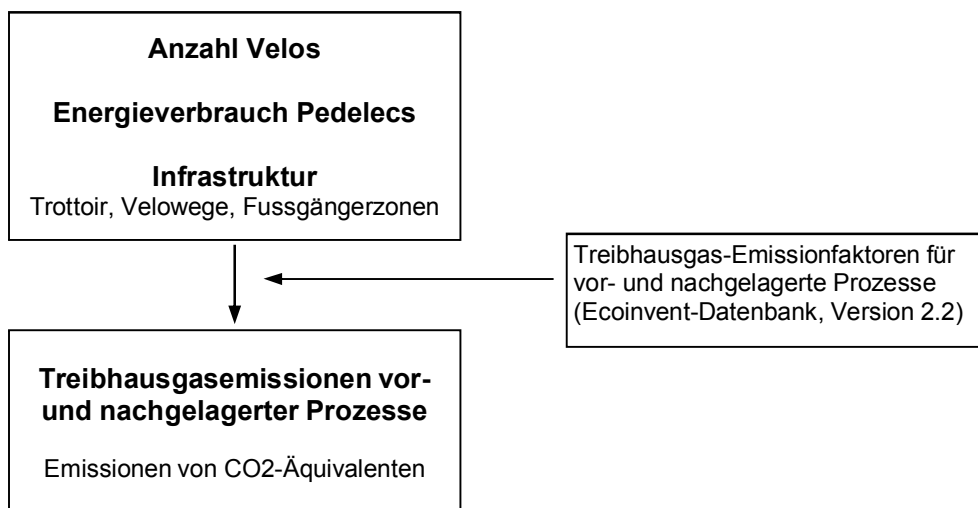 Anzahl Velos
Energieverbrauch Pedelecs
Infrastruktur
Trottoir, Velowege, Fussgängerzonen
Treibhausgas-Emissionfaktoren für
vor- und nachgelagerte Prozesse
(Ecoinvent-Datenbank, Version 2.2)
Treibhausgasemissionen vor-
und nachgelagerter Prozesse
Emissionen von CO2-Äquivalenten